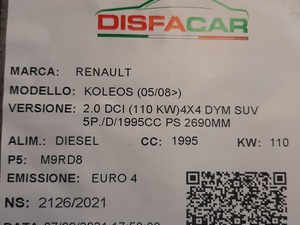 DISFACAR
MARCA: RENAULT
MODELLO: KOLEOS (05/08>)
VERSIONE: 2.0 DCI (110 KW)4X4 DYM SUV
5P./D/1995CC PS 2690MM
ALIM.: DIESEL CC: 1995 KW: 110
P5: M9RD8
EMISSIONE: EURO 4
NS: 2126/2021